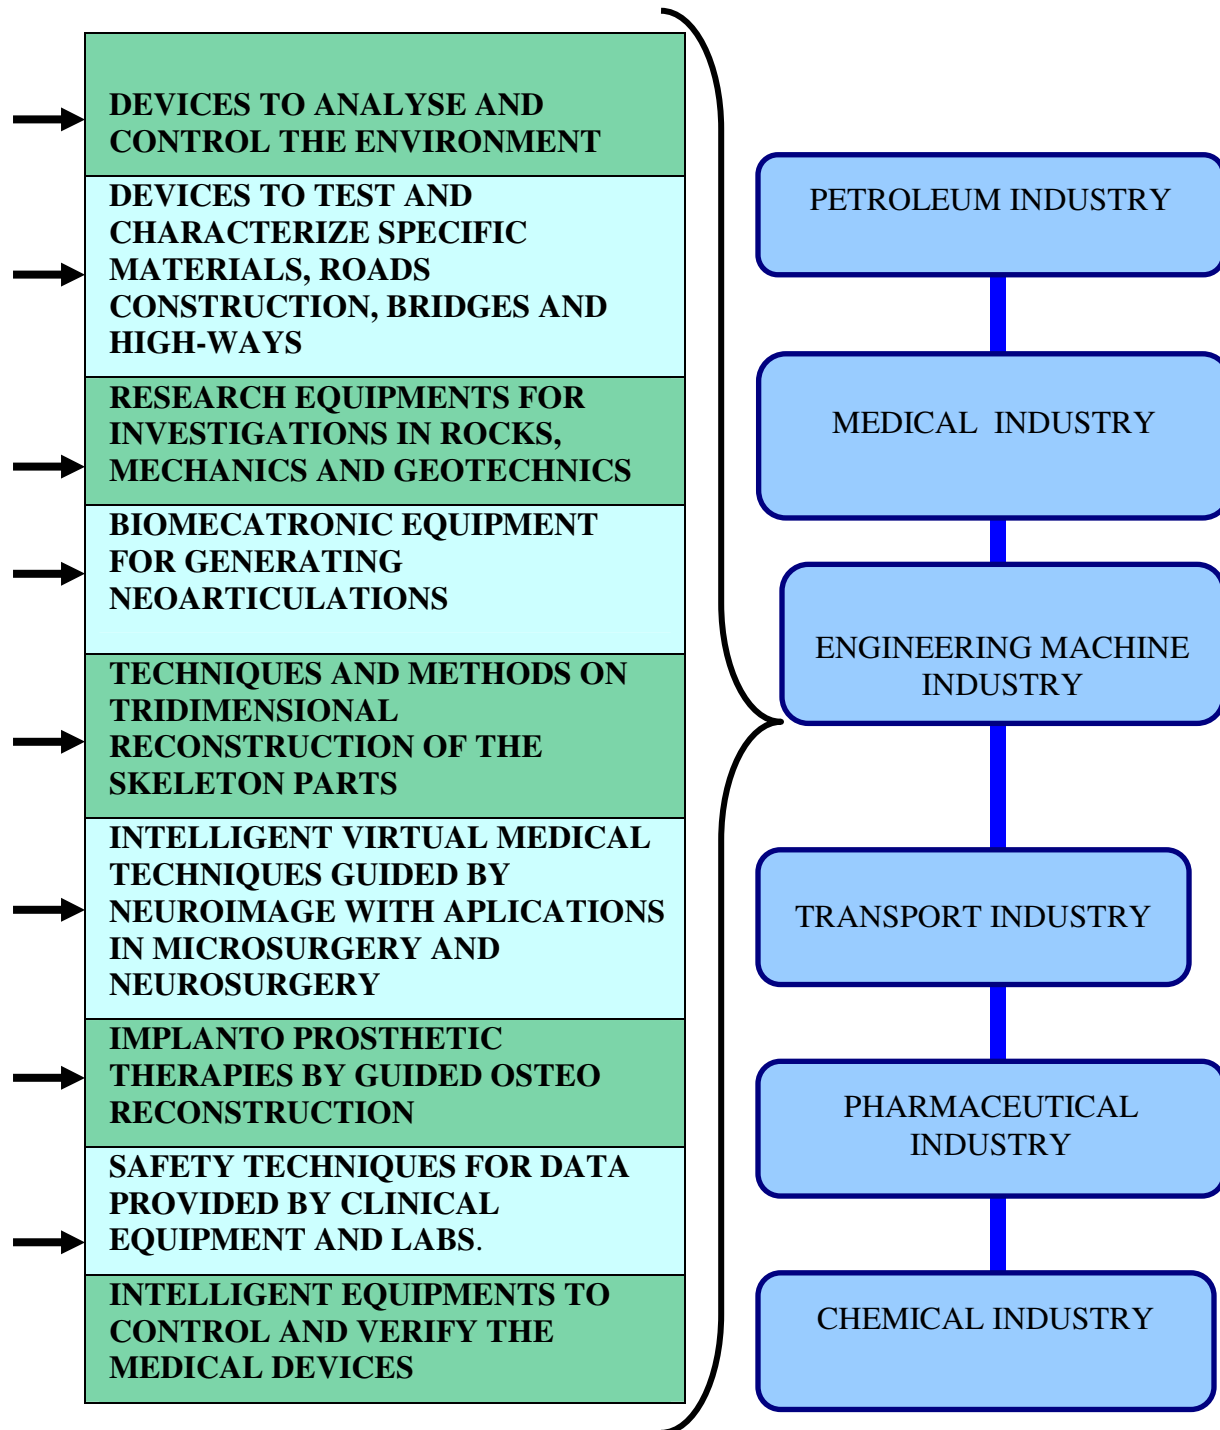 DEVICES TO ANALYSE AND
CONTROL THE ENVIRONMENT
DEVICES TO TEST AND
CHARACTERIZE SPECIFIC
MATERIALS, ROADS
CONSTRUCTION, BRIDGES AND
HIGH-WAYS
RESEARCH EQUIPMENTS FOR
INVESTIGATIONS IN ROCKS,
MECHANICS AND GEOTECHNICS
BIOMECATRONIC EQUIPMENT
FOR GENERATING
NEOARTICULATIONS
TECHNIQUES AND METHODS ON
TRIDIMENSIONAL
RECONSTRUCTION OF THE
SKELETON PARTS
INTELLIGENT VIRTUAL MEDICAL
TECHNIQUES GUIDED BY
NEUROIMAGE WITH APLICATIONS
IN MICROSURGERY AND
NEUROSURGERY
IMPLANTO PROSTHETIC
THERAPIES BY GUIDED OSTEO
RECONSTRUCTION
SAFETY TECHNIQUES FOR DATA
PROVIDED BY CLINICAL
EQUIPMENT AND LABS.
INTELLIGENT EQUIPMENTS TO
CONTROL AND VERIFY THE
MEDICAL DEVICES
PETROLEUM INDUSTRY
MEDICAL  INDUSTRY
ENGINEERING MACHINE
INDUSTRY
TRANSPORT INDUSTRY
PHARMACEUTICAL
INDUSTRY
CHEMICAL INDUSTRY